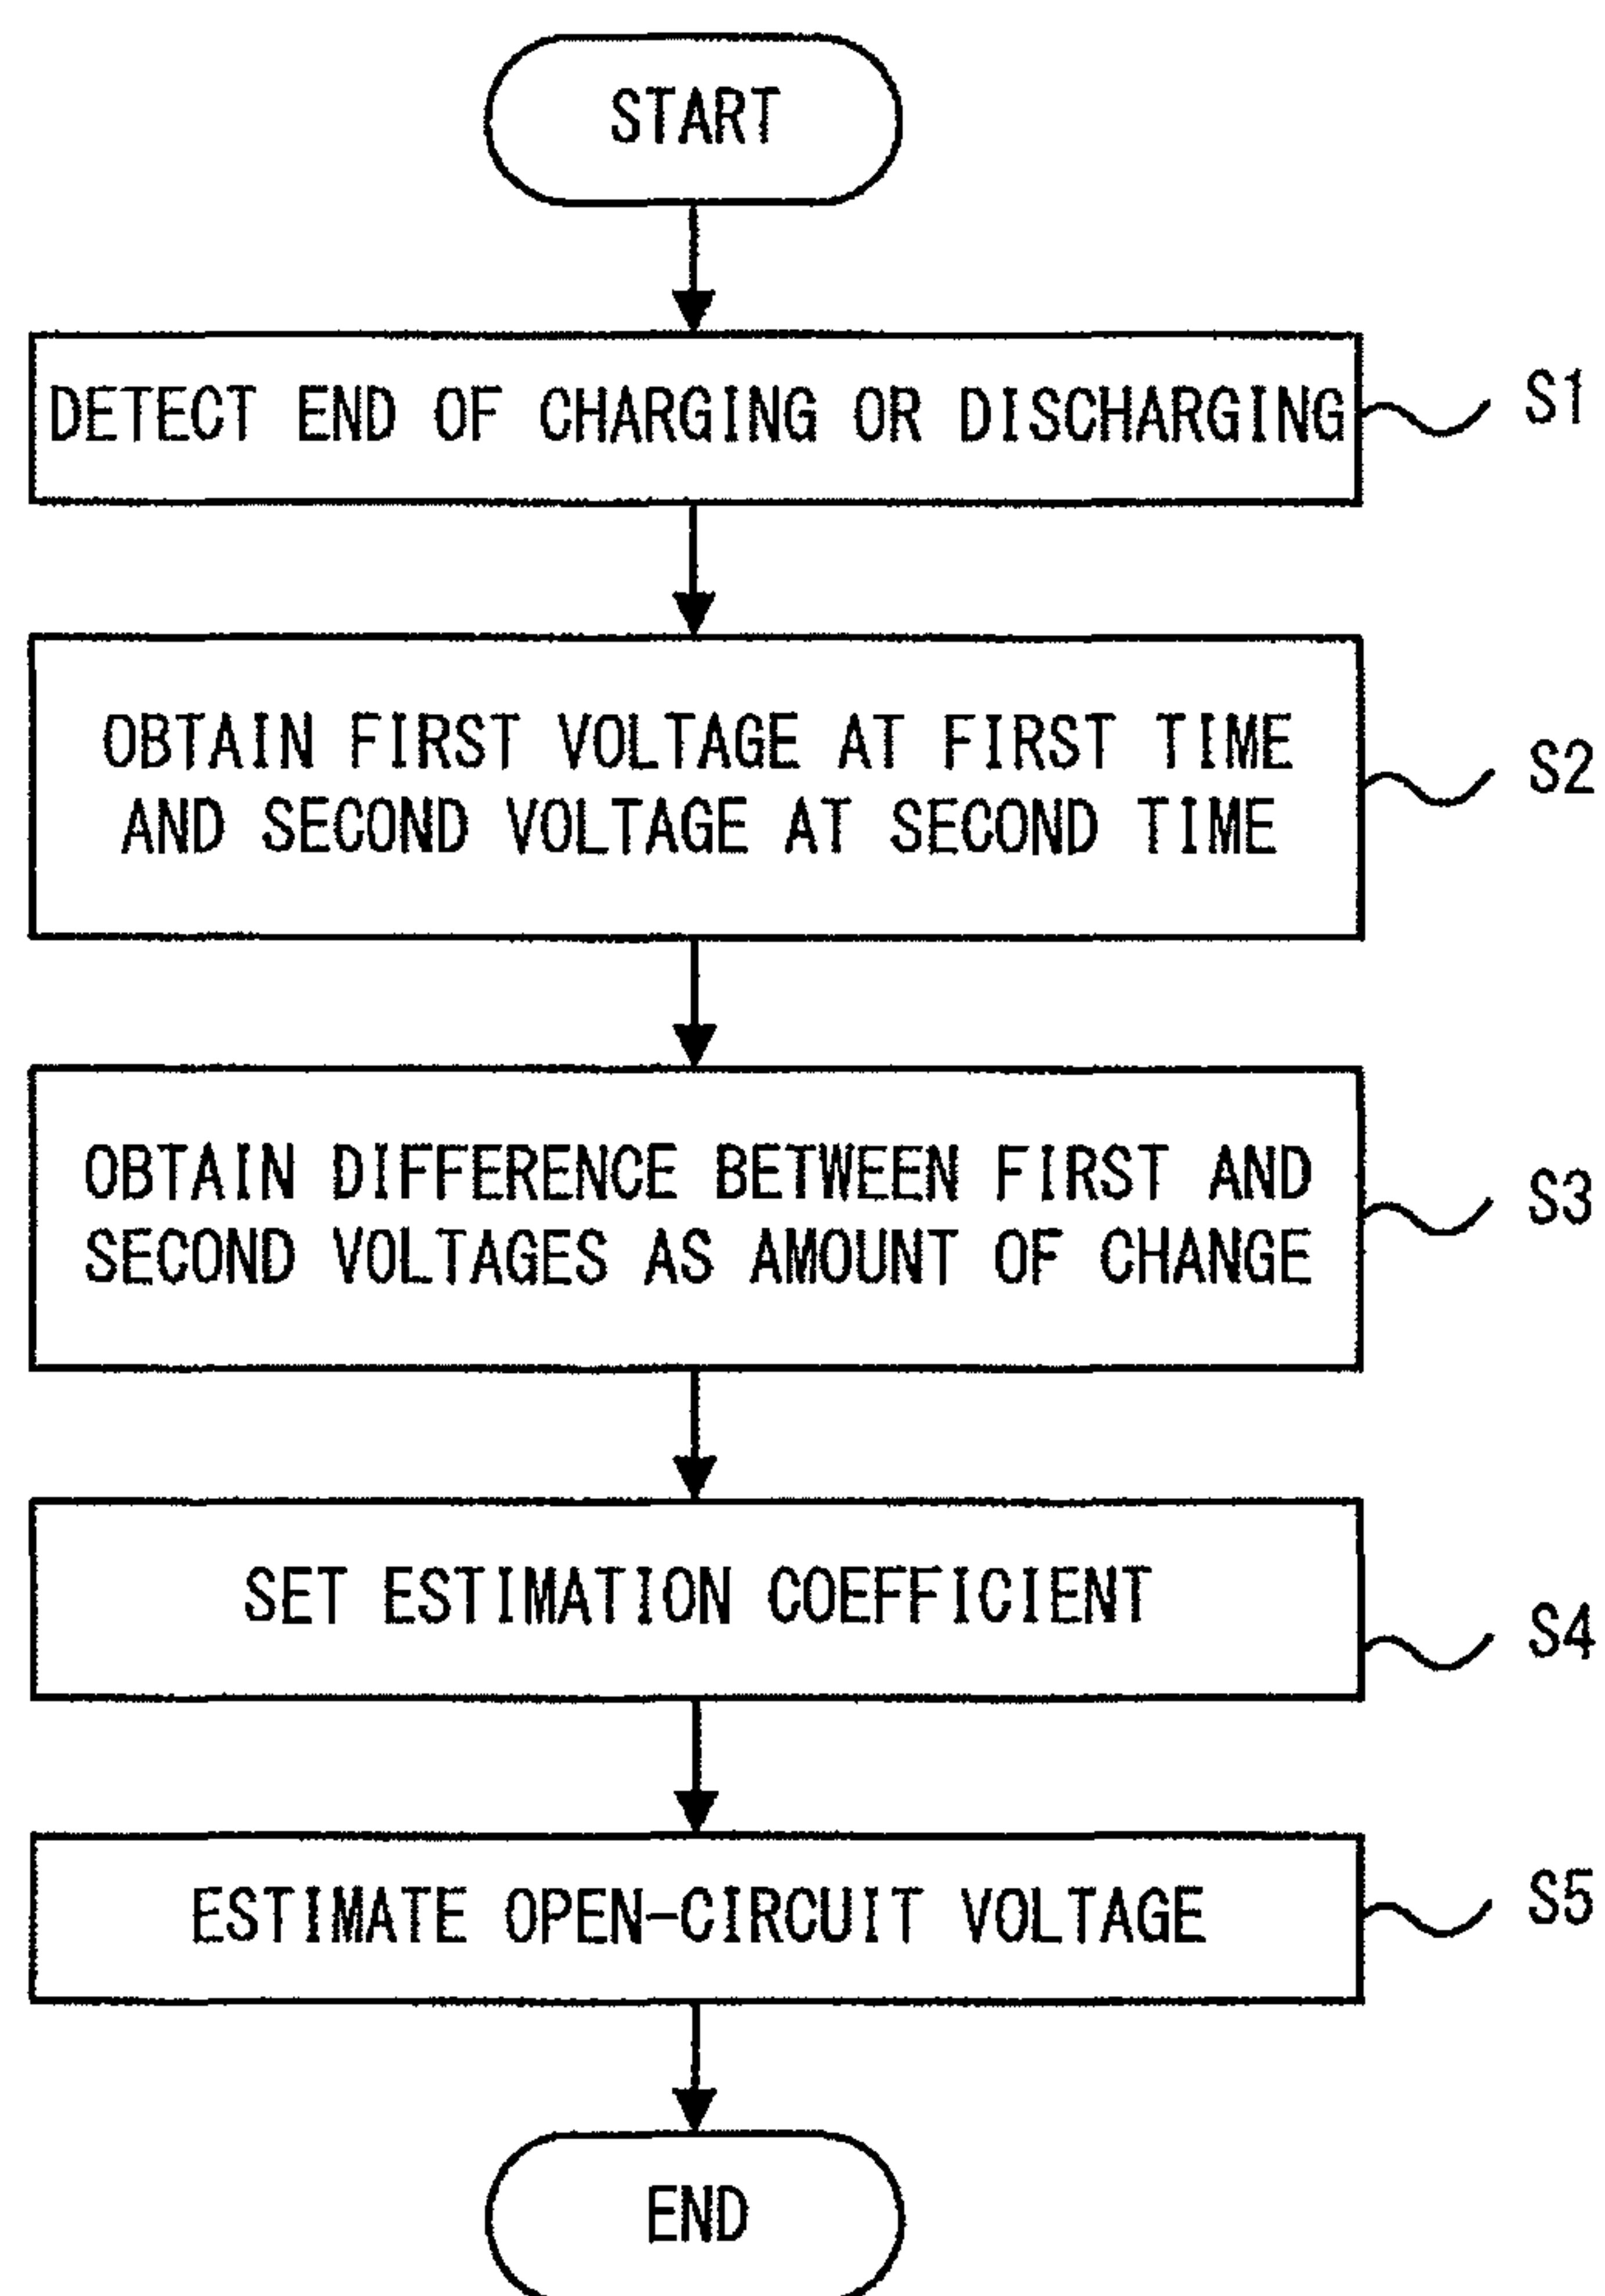 START
DETECT END OF CHARGING OR DISCHARGING
S1
OBTAIN FIRST VOLTAGE AT FIRST TIME
AND SECOND VOLTAGE AT SECOND TIME
S2
OBTAIN DIFFERENCE BETWEEN FIRST AND
SECOND VOLTAGES AS AMOUNT OF CHANGE
S3
SET ESTIMATION COEFFICIENT
S4
ESTIMATE OPEN-CIRCUIT VOLTAGE
S5
END